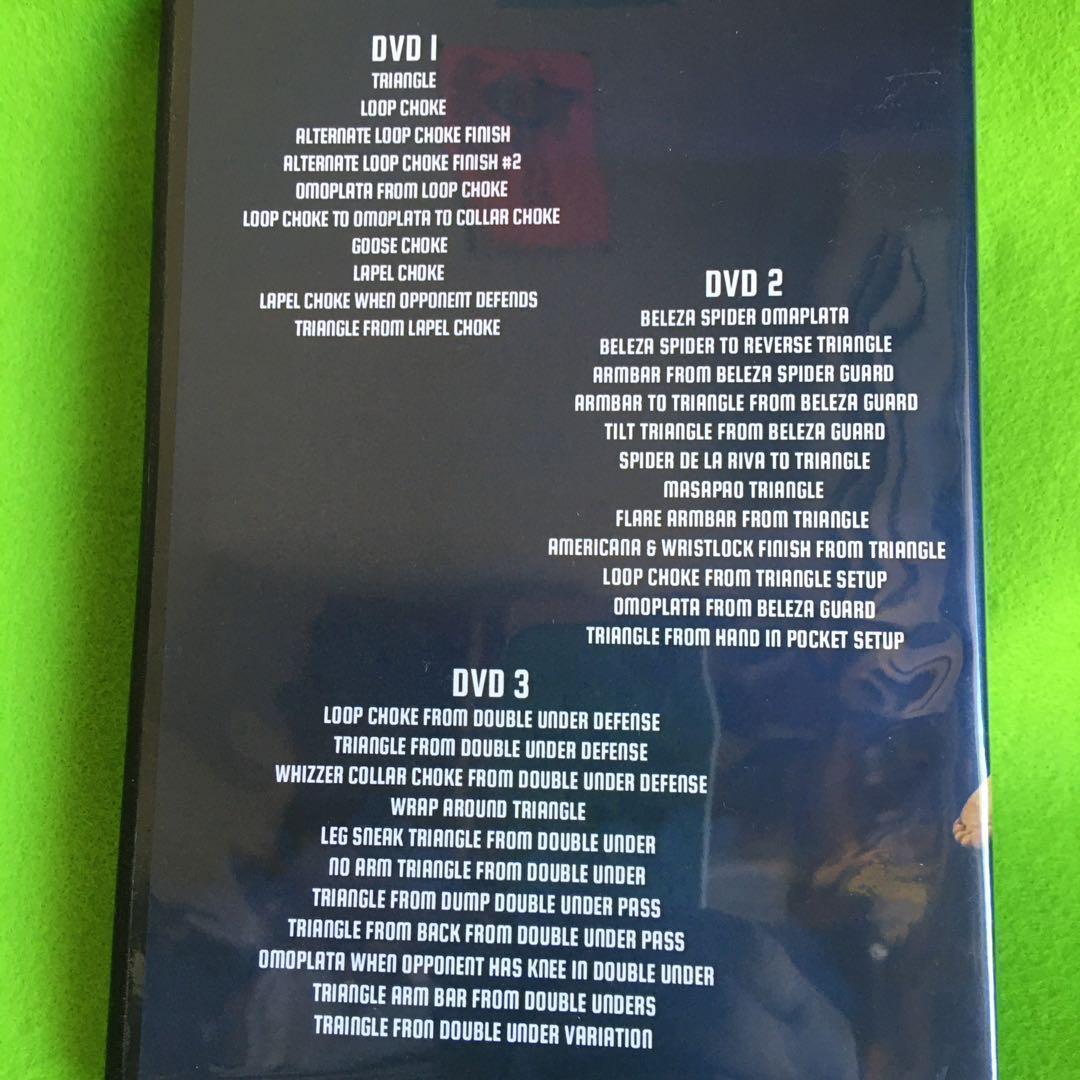 DVD 1
TRIANGLE
LOOP CHOKE
ALTERNATE LOOP CHOKE FINISH
ALTERNATE LOOP CHOKE FINISH #2
OMOPLATA FROM LOOP CHOKE
LOOP CHOKE TO OMOPLATA TO COLLAR CHOKE
GOOSE CHOKE
LAPEL CHOKE
LAPEL CHOKE WHEN OPPONENT DEFENDS
TRIANGLE FROM LAPEL CHOKE
DVD 2
BELEZA SPIDER OMAPLATA
BELEZA SPIDER TO REVERSE TRIANGLE
ARMBAR FROM BELEZA SPIDER GUARD
ARMBAR TO TRIANGLE FROM BELEZA GUARD
TILT TRIANGLE FROM BELEZA GUARD
SPIDER DE LA RIVA TO TRIANGLE
MASAPAO TRIANGLE
FLARE ARMBAR FROM TRIANGLE
AMERICANA & WRISTLOCK FINISH FROM TRIANGLE
LOOP CHOKE FROM TRIANGLE SETUP
OMOPLATA FROM BELEZA GUARD
TRIANGLE FROM HAND IN POCKET SETUP
DVD 3
LOOP CHOKE FROM DOUBLE UNDER DEFENSE
TRIANGLE FROM DOUBLE UNDER DEFENSE
WHIZZER COLLAR CHOKE FROM DOUBLE UNDER DEFENSE
WRAP AROUND TRIANGLE
LEG SNEAK TRIANGLE FROM DOUBLE UNDER
NO ARM TRIANGLE FROM DOUBLE UNDER
TRIANGLE FROM DUMP DOUBLE UNDER PASS
TRIANGLE FROM BACK FROM DOUBLE UNDER PASS
OMOPLATA WHEN OPPONENT HAS KNEE IN DOUBLE UNDER
TRIANGLE ARM BAR FROM DOUBLE UNDERS
TRAINGLE FRON DOUBLE UNDER VARIATION